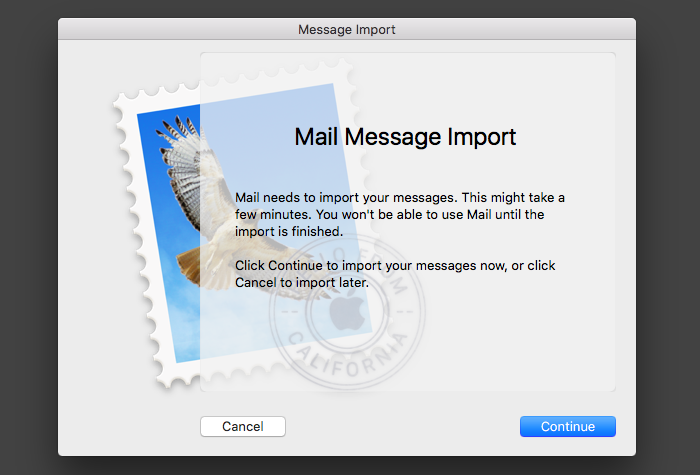 Message Import
Mail Message Import
Mail needs to import your messages. This might take a
few minutes. You won't be able to use Mail until the
import is finished.
Click Continue to import your messages now, or click
Cancel to import later.
CALIFORNIA
Cancel
Continue